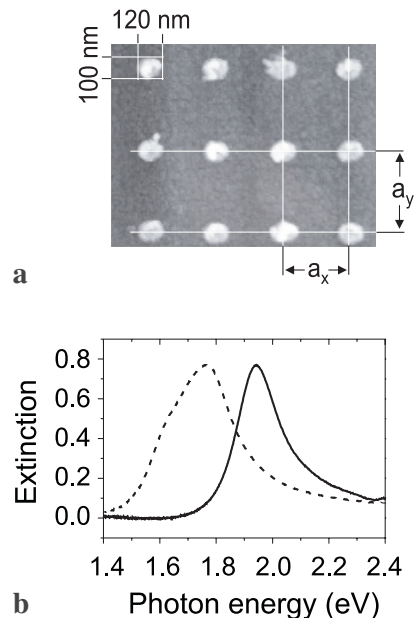 120 nm
100 nm
a_y
a_x
a
0.8
0.6
0.4
0.2
0.0
Extinction
1.4 1.6 1.8 2.0 2.2 2.4
Photon energy (eV)
b